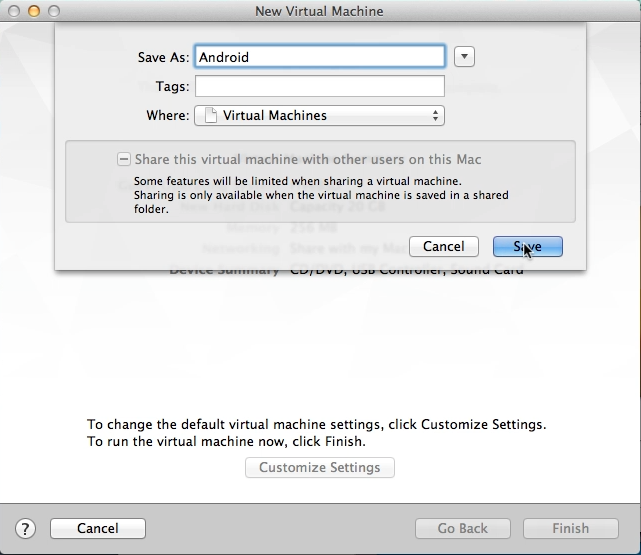 New Virtual Machine
Save As: Android
Tags:
Where: Virtual Machines
Share this virtual machine with other users on this Mac
Some features will be limited when sharing a virtual machine.
Sharing is only available when the virtual machine is saved in a shared
folder.
Capacity 20 GB
Memory 256 MB
Networking Share with my Mac
Cancel Save
Device Summary CD/DVD, USB Controller, Sound Card
To change the default virtual machine settings, click Customize Settings.
To run the virtual machine now, click Finish.
Customize Settings
? Cancel Go Back Finish